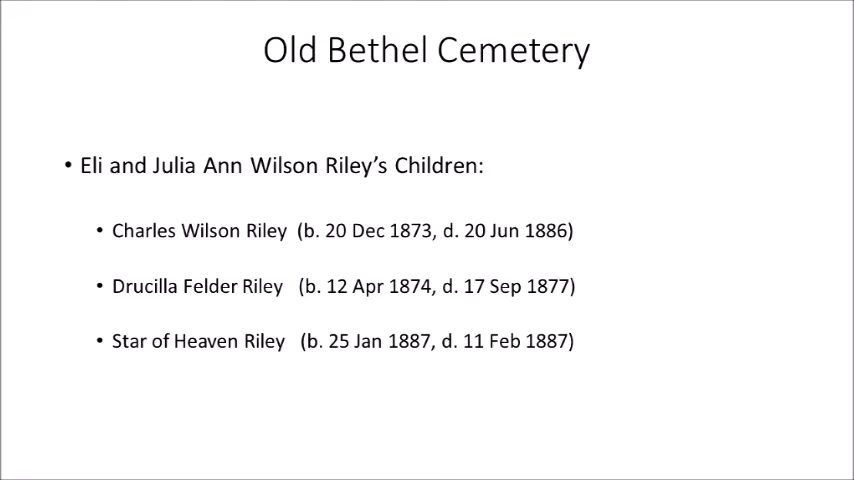 Old Bethel Cemetery
• Eli and Julia Ann Wilson Riley’s Children:
• Charles Wilson Riley (b. 20 Dec 1873, d. 20 Jun 1886)
• Drucilla Felder Riley (b. 12 Apr 1874, d. 17 Sep 1877)
• Star of Heaven Riley (b. 25 Jan 1887, d. 11 Feb 1887)